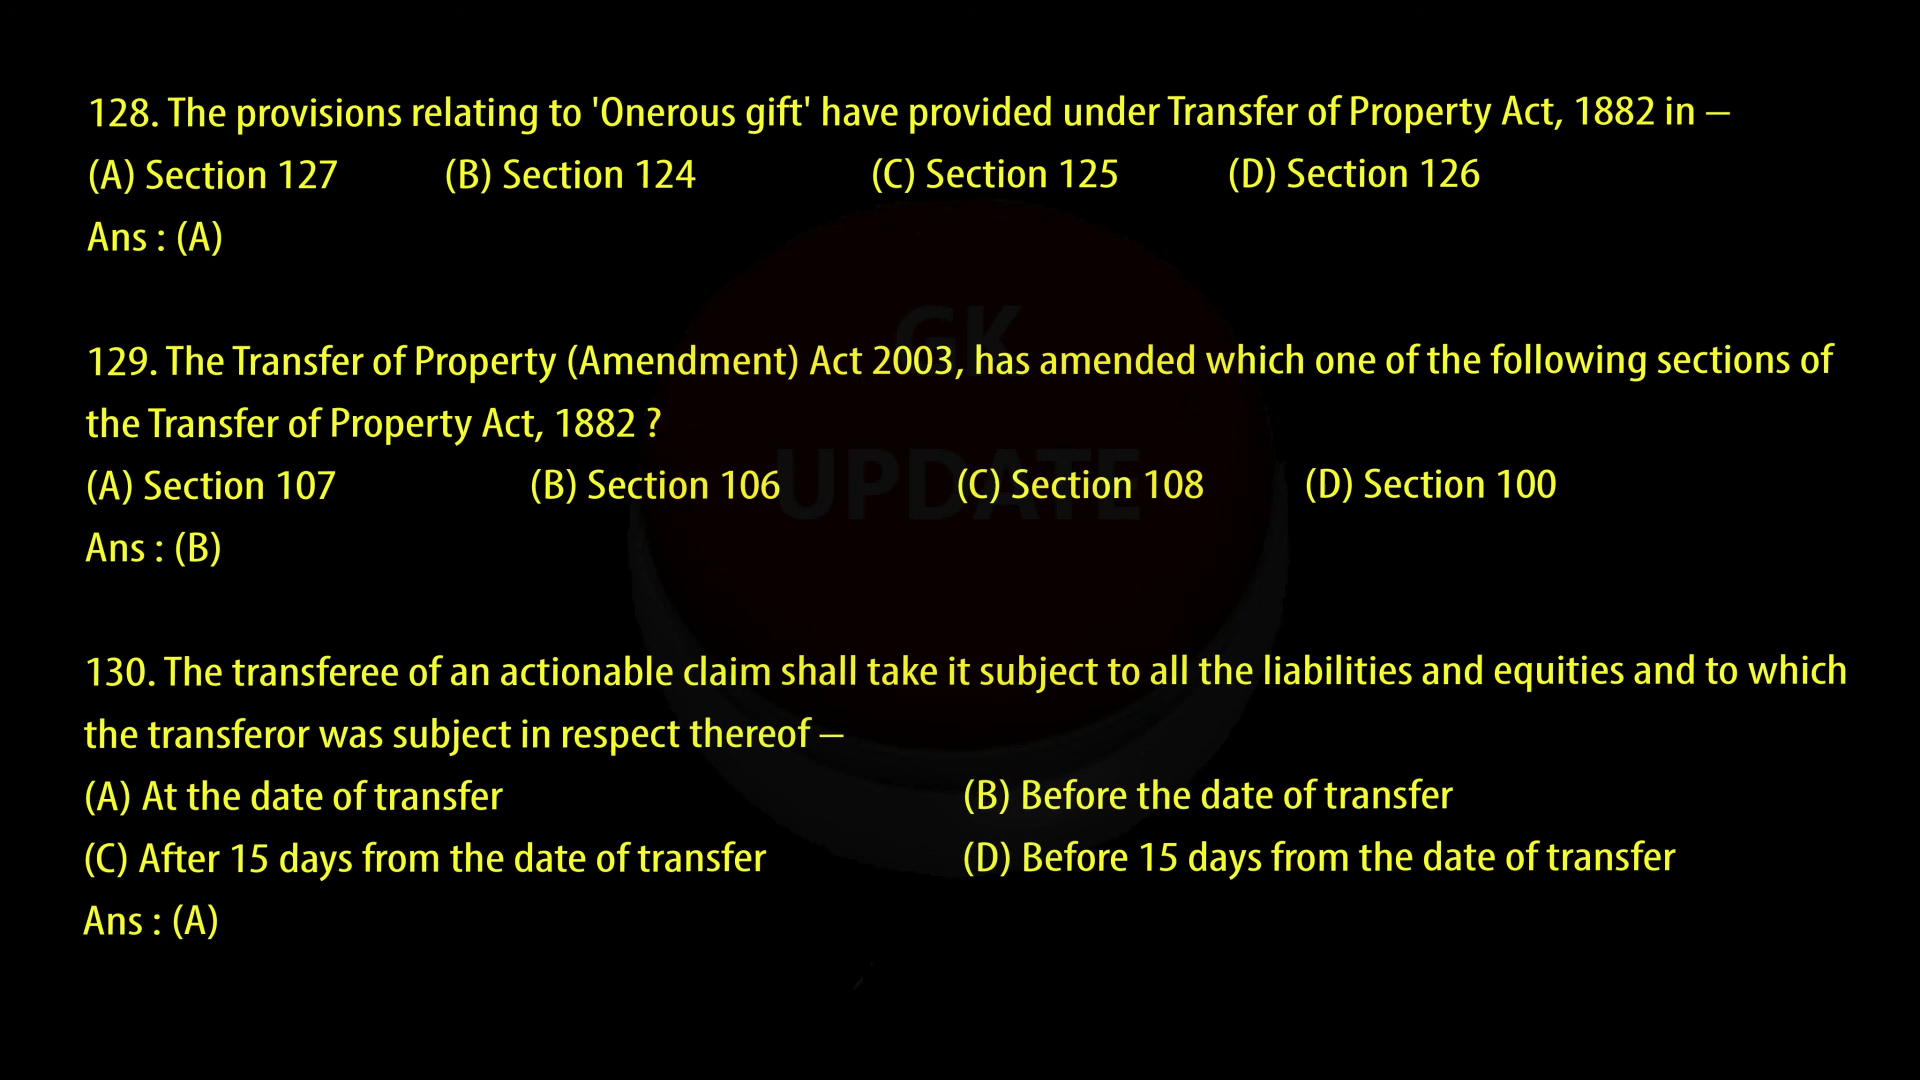 128. The provisions relating to 'Onerous gift' have provided under Transfer of Property Act, 1882 in –
(A) Section 127 (B) Section 124 (C) Section 125 (D) Section 126
Ans : (A)
129. The Transfer of Property (Amendment) Act 2003, has amended which one of the following sections of
the Transfer of Property Act, 1882 ?
(A) Section 107 (B) Section 106 (C) Section 108 (D) Section 100
Ans : (B)
130. The transferee of an actionable claim shall take it subject to all the liabilities and equities and to which
the transferor was subject in respect thereof –
(A) At the date of transfer (B) Before the date of transfer
(C) After 15 days from the date of transfer (D) Before 15 days from the date of transfer
Ans : (A)
GK
UPDATE